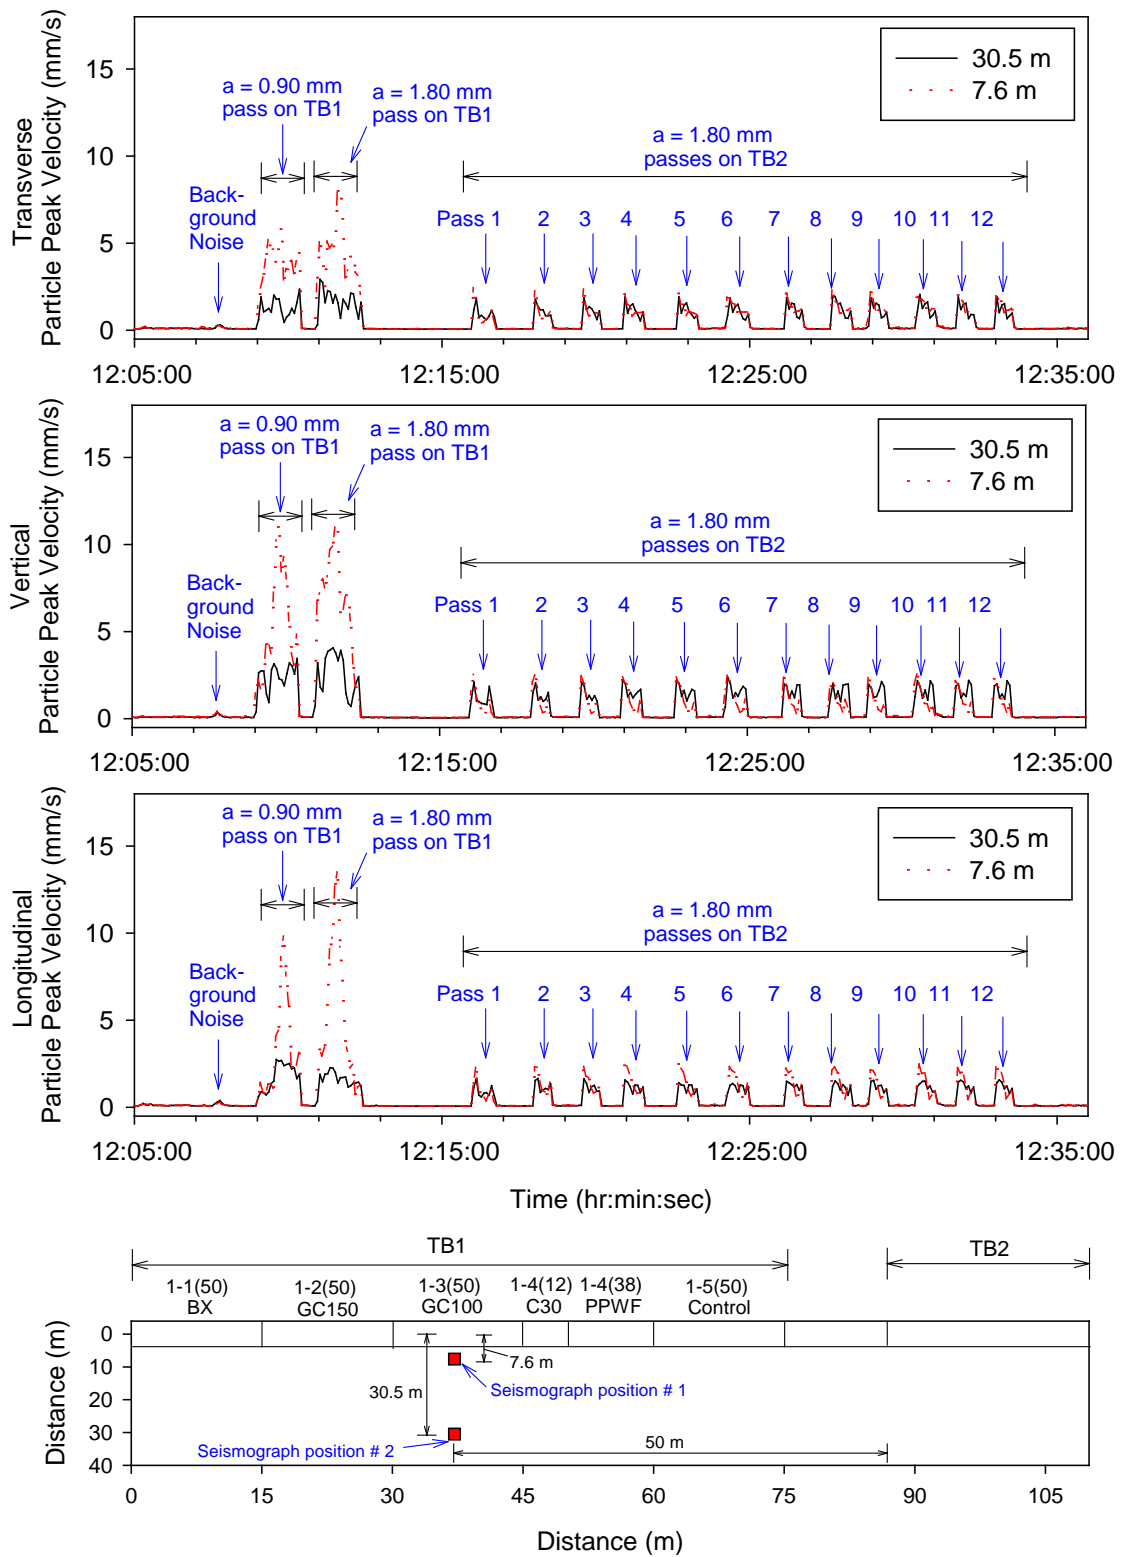 Transverse
Particle Peak Velocity (mm/s)
15
10
5
0
a = 0.90 mm
pass on TB1
a = 1.80 mm
pass on TB1
Back-
ground
Noise
a = 1.80 mm
passes on TB2
Pass 1 2 3 4 5 6 7 8 9 10 11 12
30.5 m
7.6 m
12:05:00 12:15:00 12:25:00 12:35:00
Vertical
Particle Peak Velocity (mm/s)
15
10
5
0
a = 0.90 mm
pass on TB1
a = 1.80 mm
pass on TB1
Back-
ground
Noise
a = 1.80 mm
passes on TB2
Pass 1 2 3 4 5 6 7 8 9 10 11 12
30.5 m
7.6 m
12:05:00 12:15:00 12:25:00 12:35:00
Longitudinal
Particle Peak Velocity (mm/s)
15
10
5
0
a = 0.90 mm
pass on TB1
a = 1.80 mm
pass on TB1
Back-
ground
Noise
a = 1.80 mm
passes on TB2
Pass 1 2 3 4 5 6 7 8 9 10 11 12
30.5 m
7.6 m
12:05:00 12:15:00 12:25:00 12:35:00
Time (hr:min:sec)
TB1
TB2
1-1(50)
BX
1-2(50)
GC150
1-3(50)
GC100
1-4(12)
C30
1-4(38)
PPWF
1-5(50)
Control
Distance (m)
0
10
20
30
40
7.6 m
30.5 m
Seismograph position # 1
Seismograph position # 2
50 m
0 15 30 45 60 75 90 105
Distance (m)